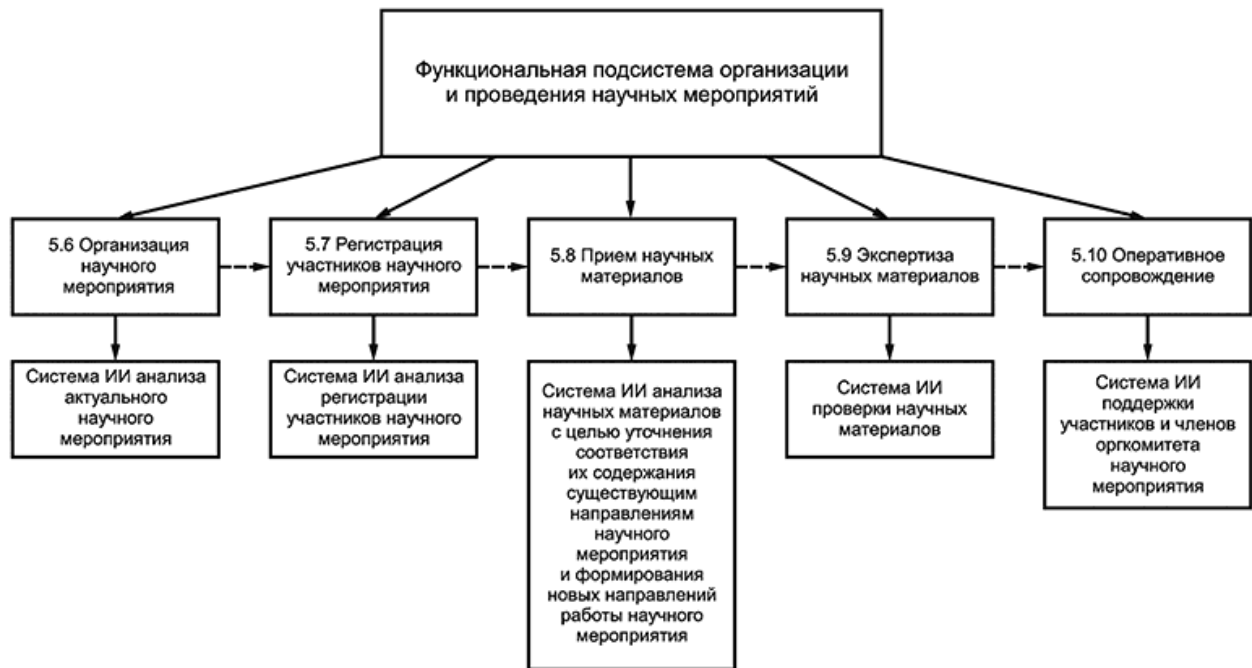 Функциональная подсистема организации
и проведения научных мероприятий
5.6 Организация
научного
мероприятия
5.7 Регистрация
участников научного
мероприятия
5.8 Прием научных
материалов
5.9 Экспертиза
научных материалов
5.10 Оперативное
сопровождение
Система ИИ анализа
актуального
научного
мероприятия
Система ИИ анализа
регистрации
участников научного
мероприятия
Система ИИ анализа
научных материалов
с целью уточнения
соответствия
их содержания
существующим
направлениям
научного
мероприятия
и формирования
новых направлений
работы научного
мероприятия
Система ИИ
проверки научных
материалов
Система ИИ
поддержки
участников и членов
оргкомитета
научного
мероприятия